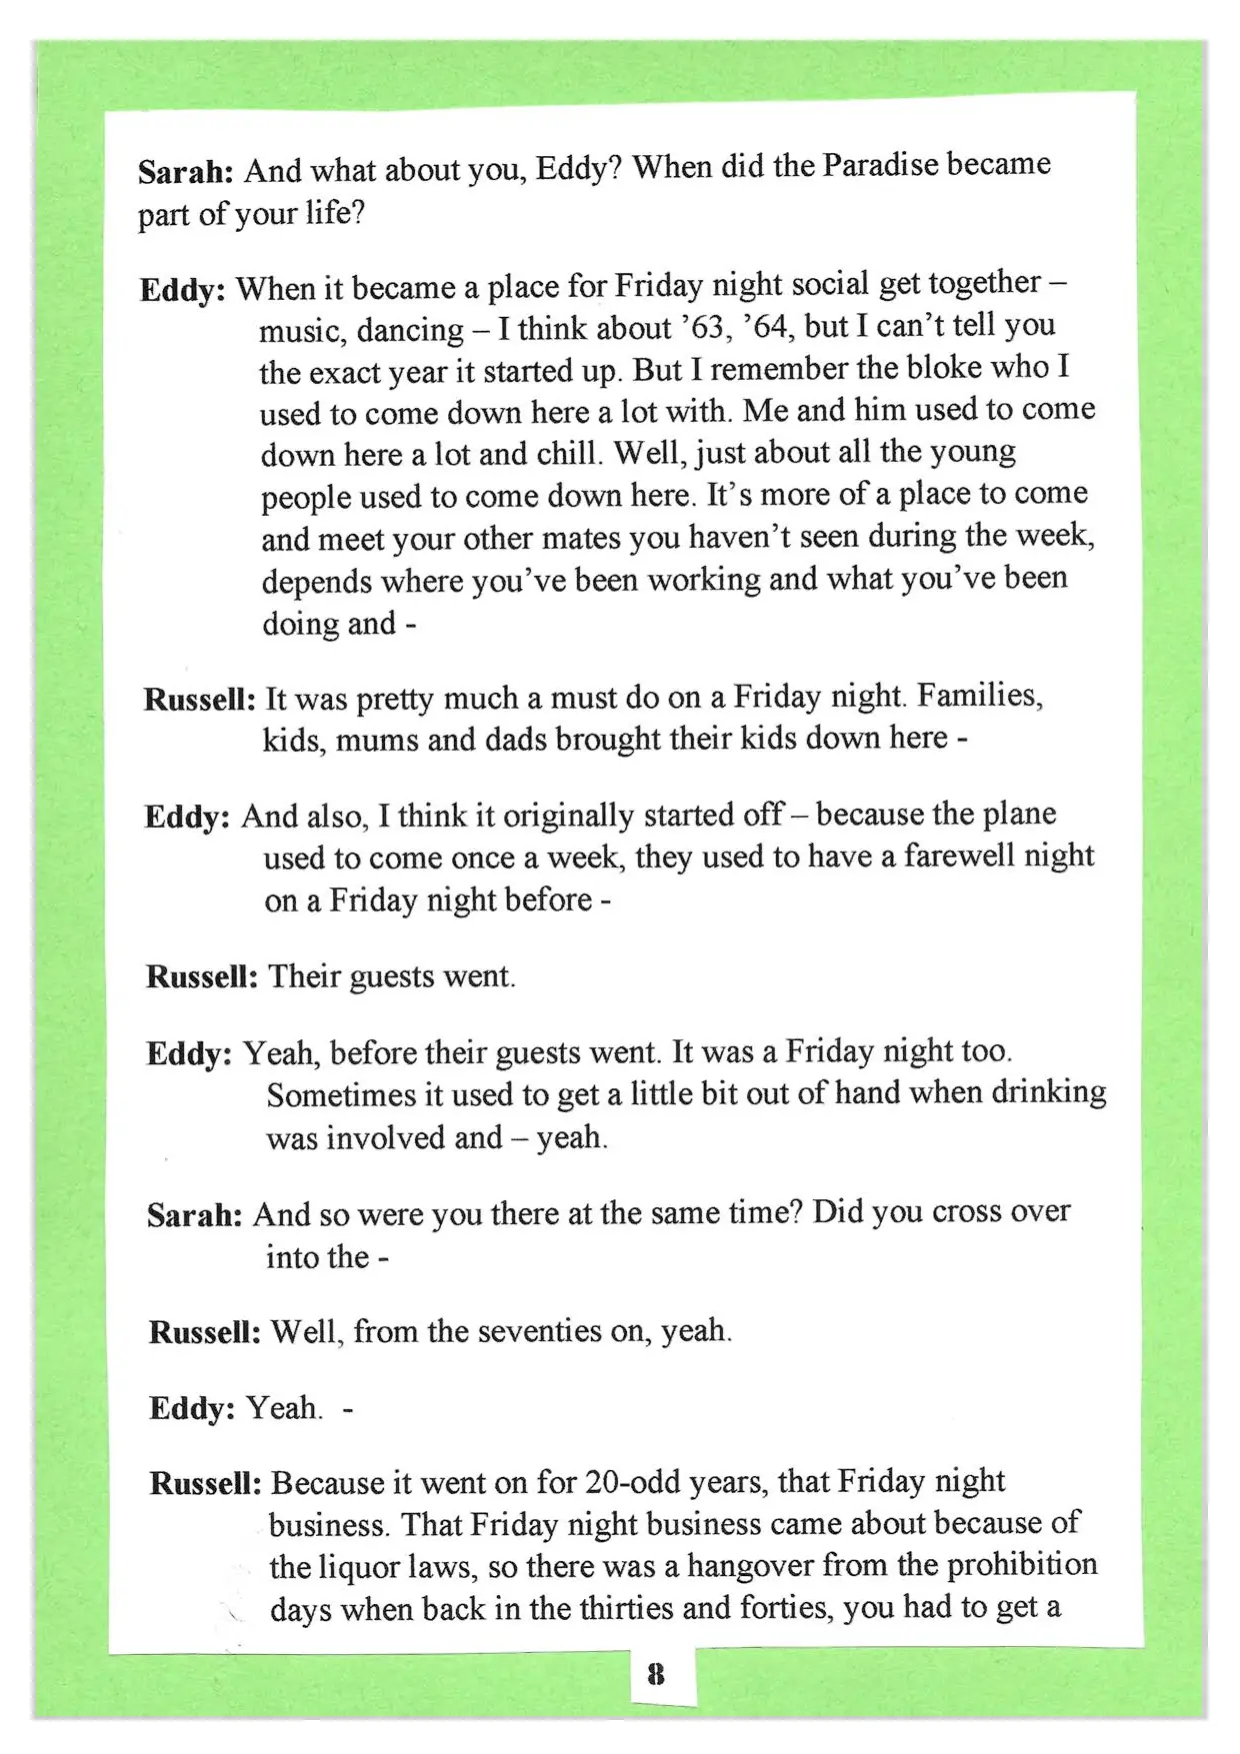 Sarah: And what about you, Eddy? When did the Paradise became
part of your life?
Eddy: When it became a place for Friday night social get together –
music, dancing – I think about ’63, ’64, but I can’t tell you
the exact year it started up. But I remember the bloke who I
used to come down here a lot with. Me and him used to come
down here a lot and chill. Well, just about all the young
people used to come down here. It’s more of a place to come
and meet your other mates you haven’t seen during the week,
depends where you’ve been working and what you’ve been
doing and -
Russell: It was pretty much a must do on a Friday night. Families,
kids, mums and dads brought their kids down here -
Eddy: And also, I think it originally started off – because the plane
used to come once a week, they used to have a farewell night
on a Friday night before -
Russell: Their guests went.
Eddy: Yeah, before their guests went. It was a Friday night too.
Sometimes it used to get a little bit out of hand when drinking
was involved and – yeah.
Sarah: And so were you there at the same time? Did you cross over
into the -
Russell: Well, from the seventies on, yeah.
Eddy: Yeah. -
Russell: Because it went on for 20-odd years, that Friday night
business. That Friday night business came about because of
the liquor laws, so there was a hangover from the prohibition
days when back in the thirties and forties, you had to get a
8